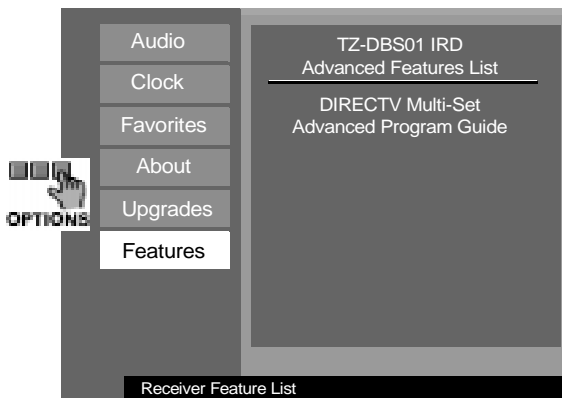 Audio
Clock
Favorites
About
Upgrades
Features
OPTIONS
TZ-DBS01 IRD
Advanced Features List
DIRECTV Multi-Set
Advanced Program Guide
Receiver Feature List